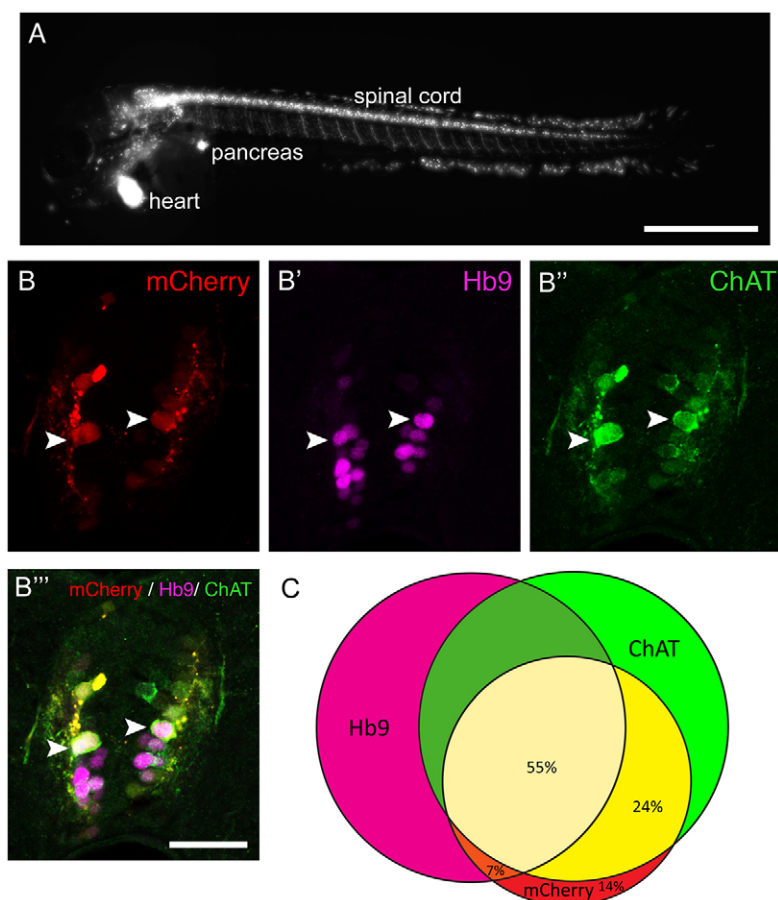 A
spinal cord
pancreas
heart
B
mCherry
B'
Hb9
B''
ChAT
B'''
mCherry / Hb9/ ChAT
C
ChAT
Hb9
55%
24%
7%
mCherry 14%